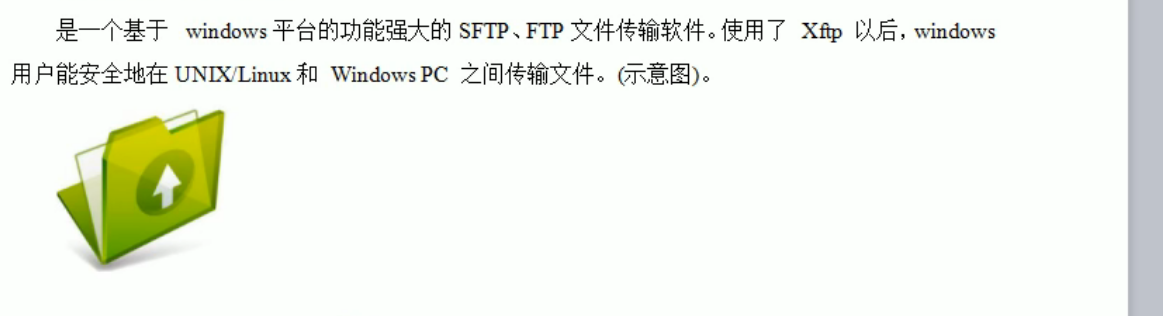 是一个基于 windows 平台的功能强大的 SFTP、FTP 文件传输软件。使用了 Xftp 以后，windows
用户能安全地在 UNIX/Linux 和 Windows PC 之间传输文件。(示意图)。